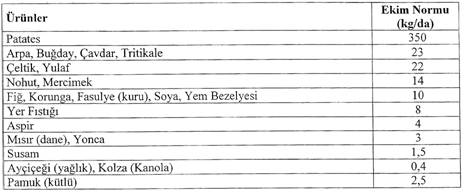 Ürünler Ekim Normu (kg/da)
Patates 350
Arpa, Buğday, Çavdar, Tritikale 23
Çeltik, Yulaf 22
Nohut, Mercimek 14
Fiğ, Korunga, Fasulye (kuru), Soya, Yem Bezelyesi 10
Yer Fıstığı 8
Aspir 4
Mısır (dane), Yonca 3
Susam 1,5
Ayçiçeği (yağlık), Kolza (Kanola) 0,4
Pamuk (kütlü) 2,5